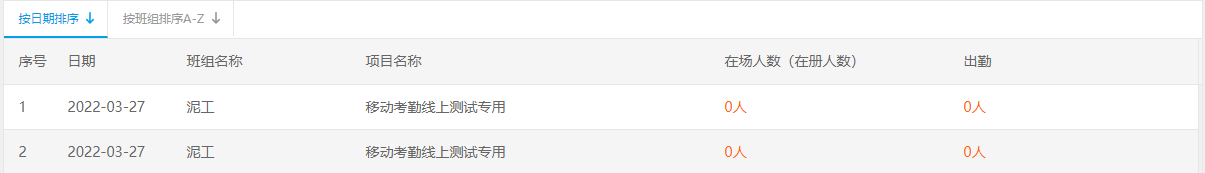 按日期排序 ↓ 按班组排序A-Z ↓
序号 日期 班组名称 项目名称 在场人数（在册人数） 出勤
1 2022-03-27 泥工 移动考勤线上测试专用 0人 0人
2 2022-03-27 泥工 移动考勤线上测试专用 0人 0人